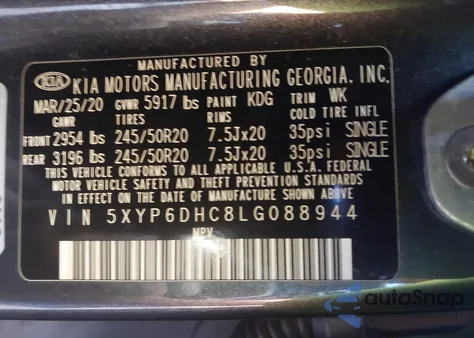 MANUFACTURED BY
KIA KIA MOTORS MANUFACTURING GEORGIA, INC.
MAR/25/20 GVWR 5917 lbs PAINT KDG TRIM WK
GAWR TIRES RIMS COLD TIRE INFL
FRONT 2954 lbs 245/50R20 7.5Jx20 35psi SINGLE
REAR 3196 lbs 245/50R20 7.5Jx20 35psi SINGLE
THIS VEHICLE CONFORMS TO ALL APPLICABLE U.S.A. FEDERAL
MOTOR VEHICLE SAFETY AND THEFT PREVENTION STANDARDS
IN EFFECT ON THE DATE OF MANUFACTURE SHOWN ABOVE
VIN 5XYP6DHC8LG088944
MPV
autoSnap